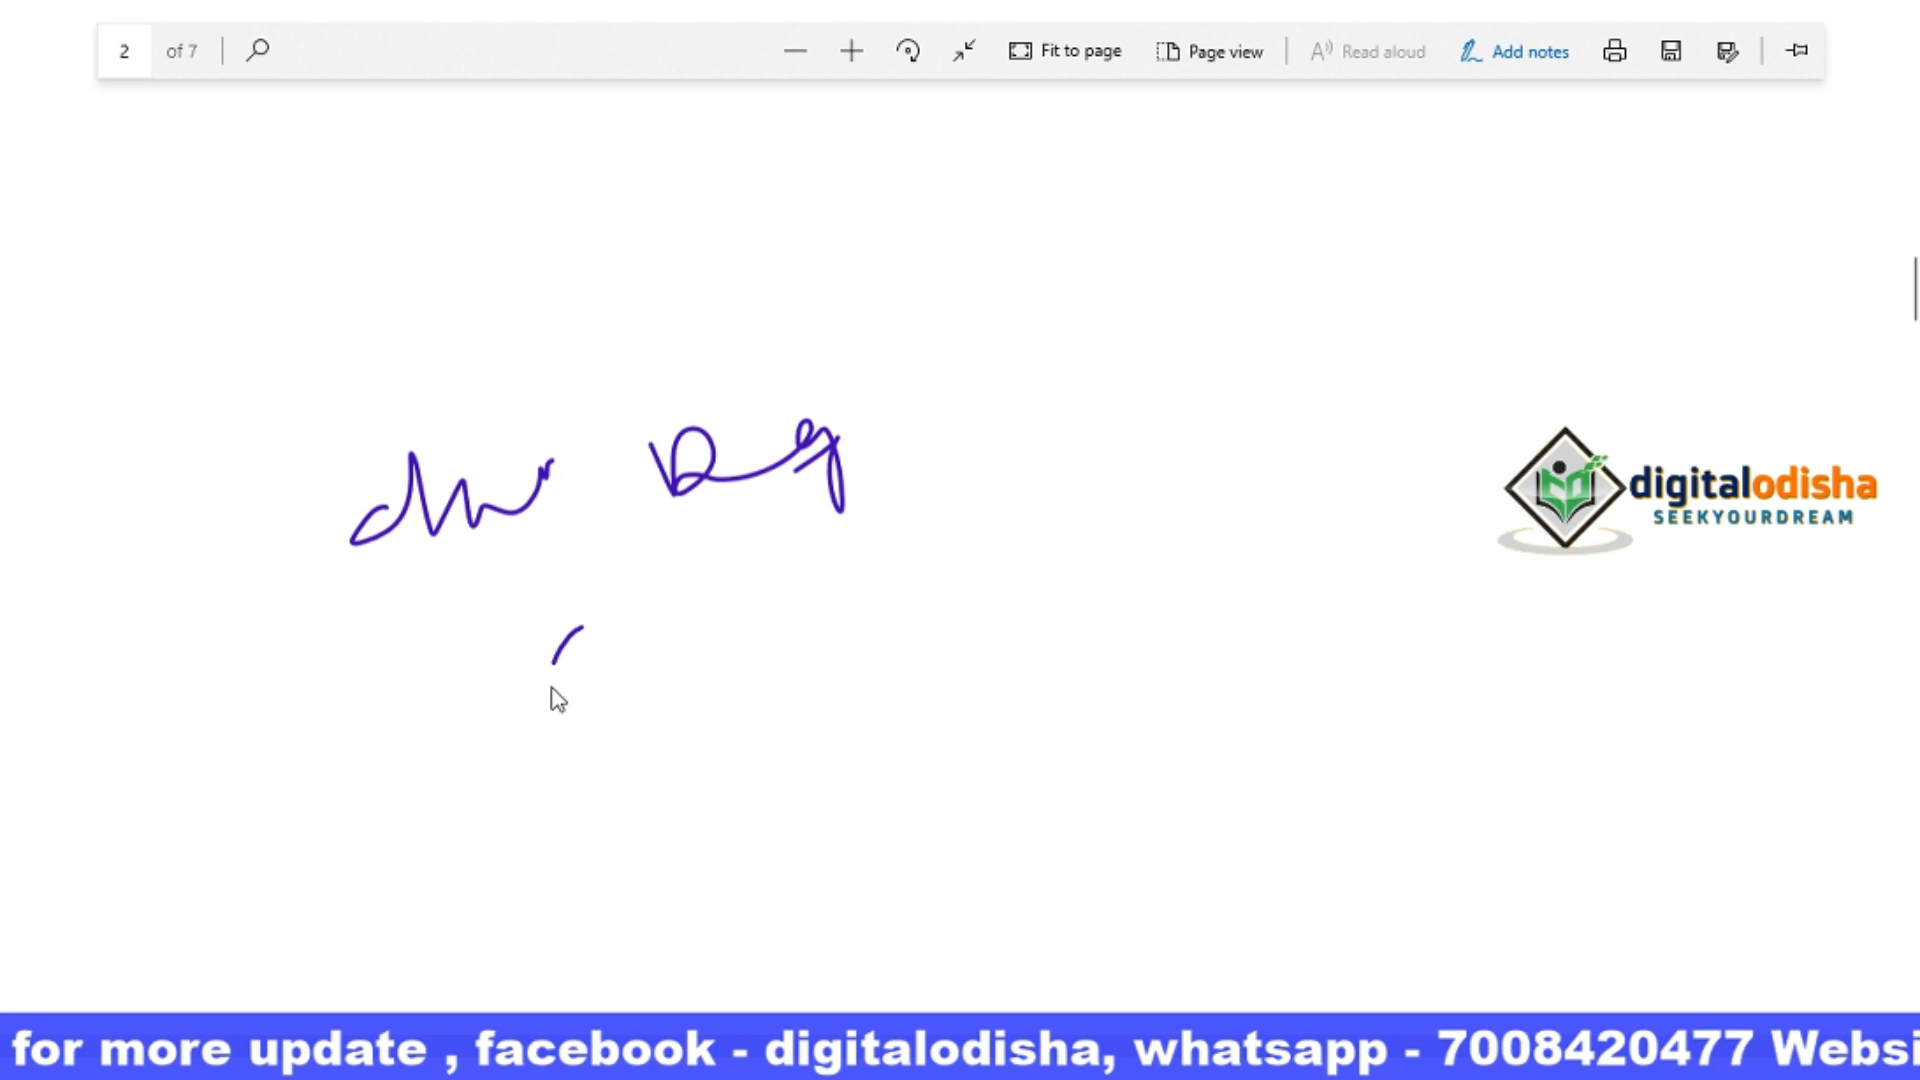 2 of 7 Fit to page Page view Read aloud Add notes
digitalodisha
SEEKYOURDREAM
for more update , facebook - digitalodisha, whatsapp - 7008420477 Websi